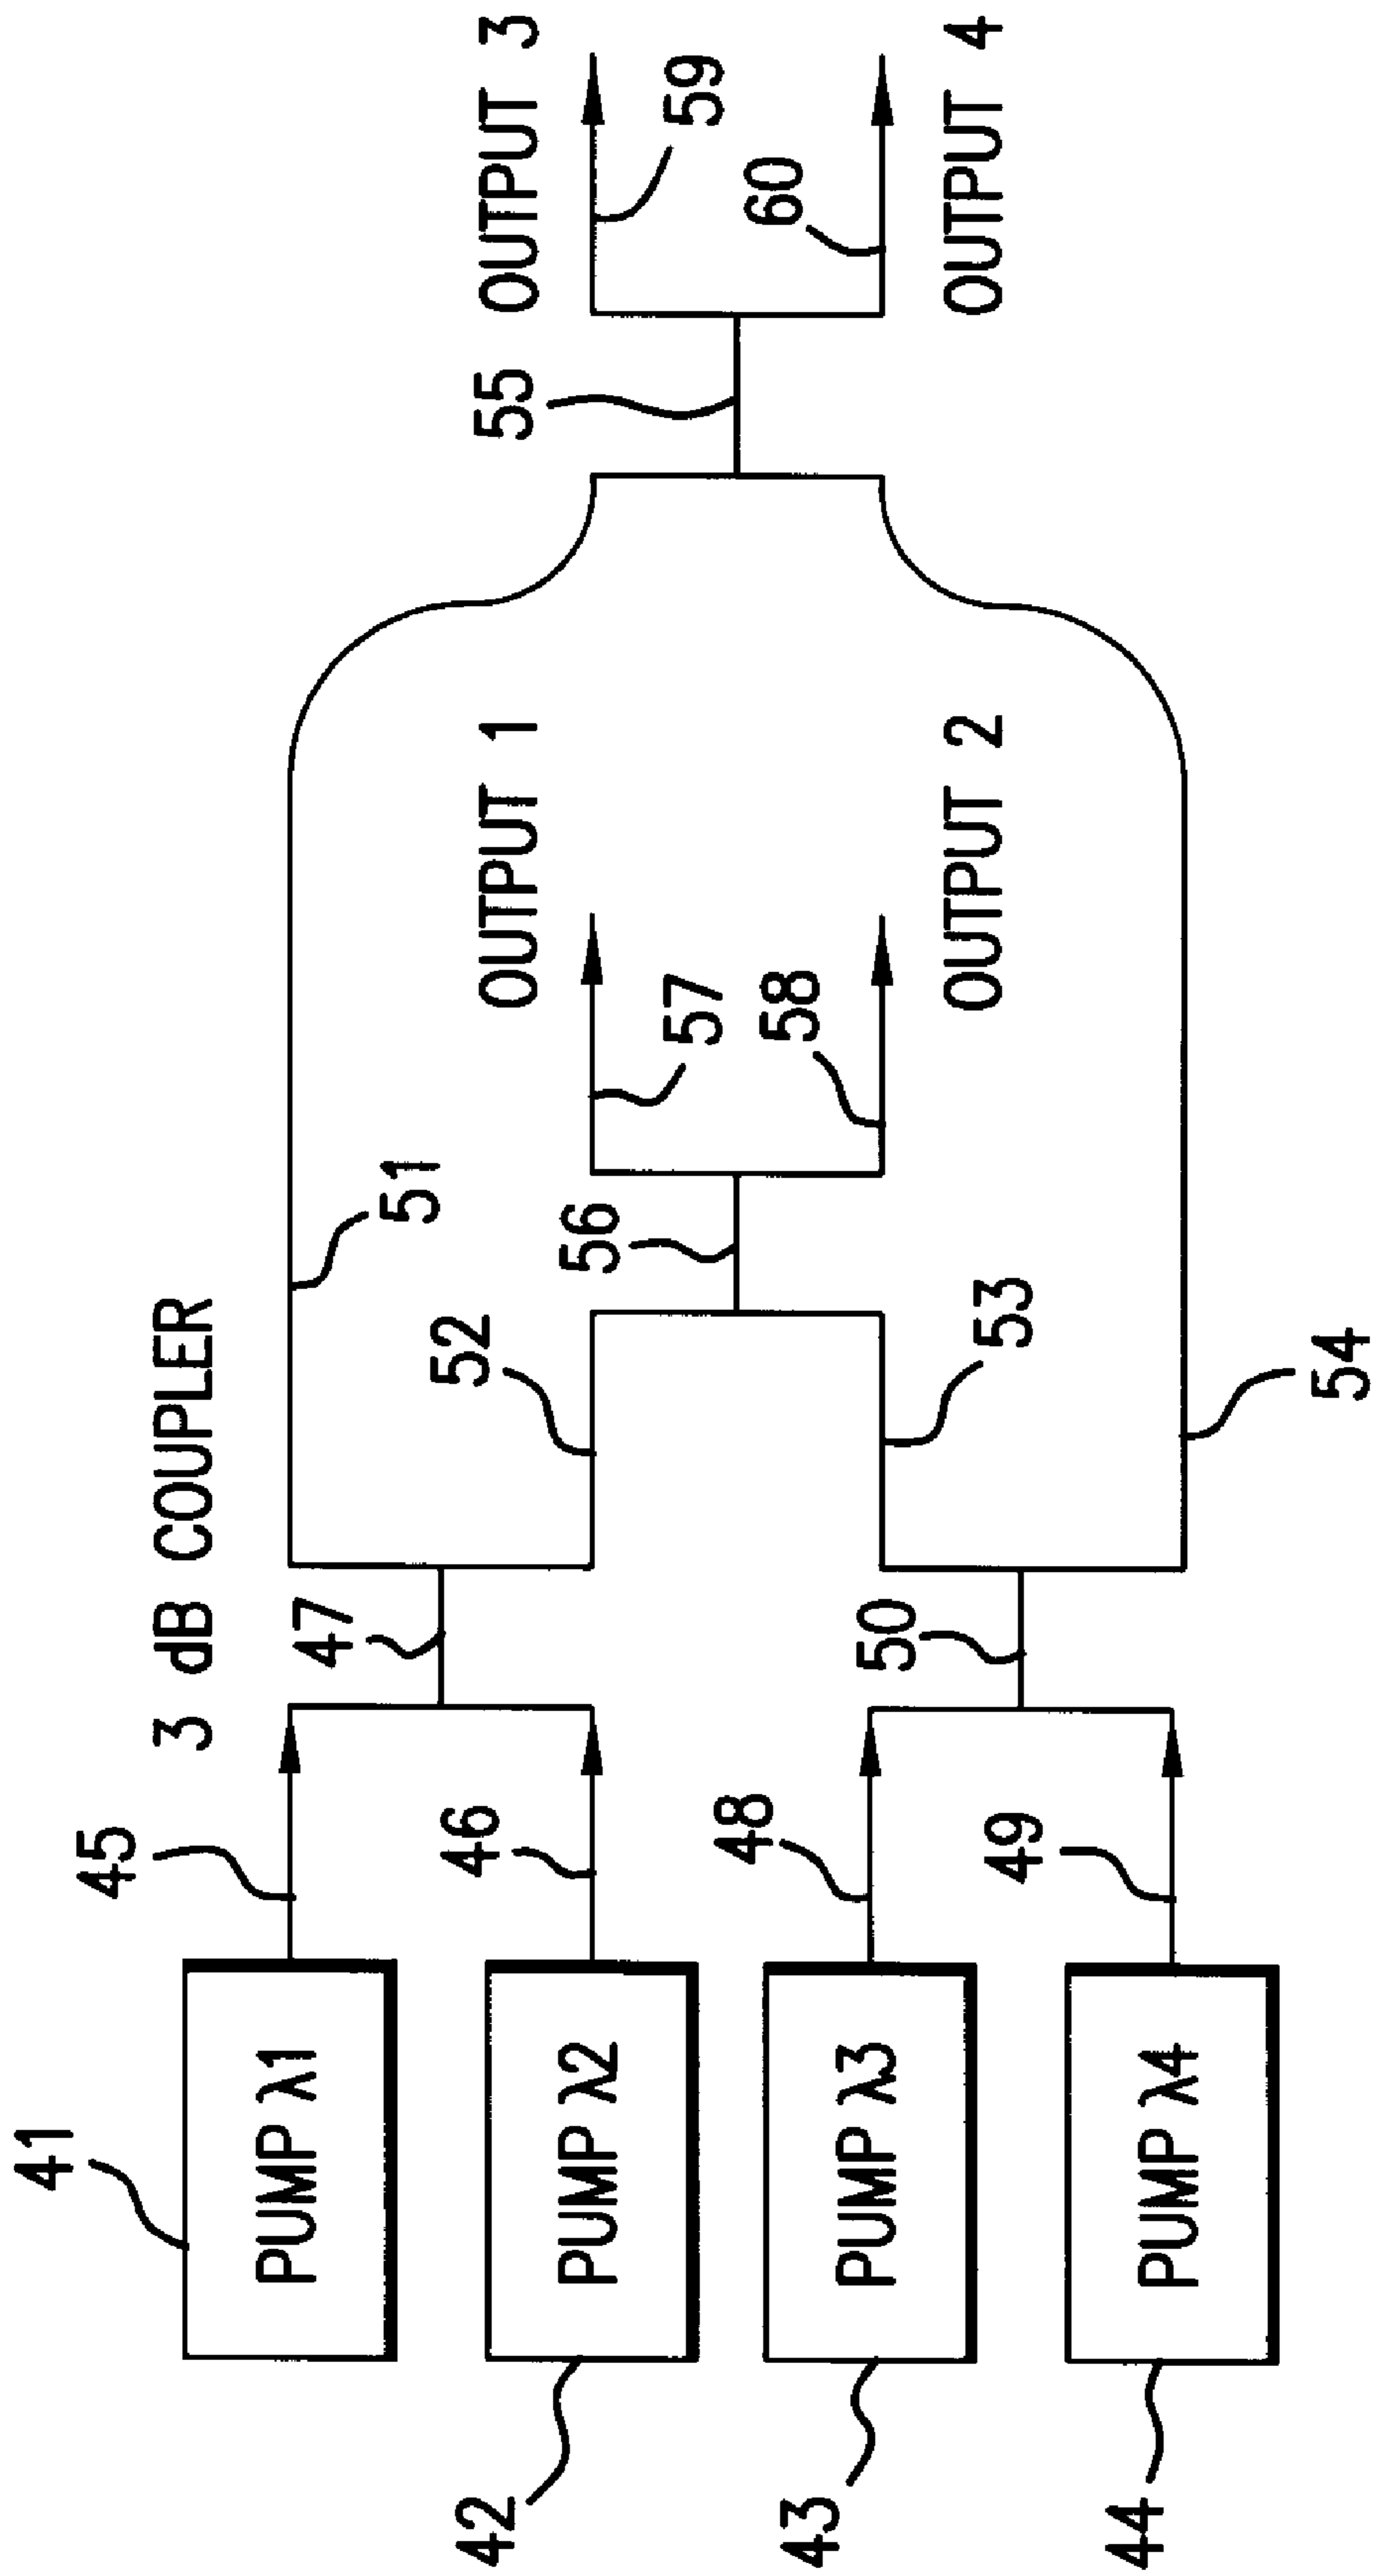 3 dB COUPLER
41
45
47
51
PUMP λ1
42
46
52
56
57
OUTPUT 1
55
OUTPUT 3
59
PUMP λ2
43
48
50
53
58
OUTPUT 2
60
OUTPUT 4
PUMP λ3
44
49
54
PUMP λ4